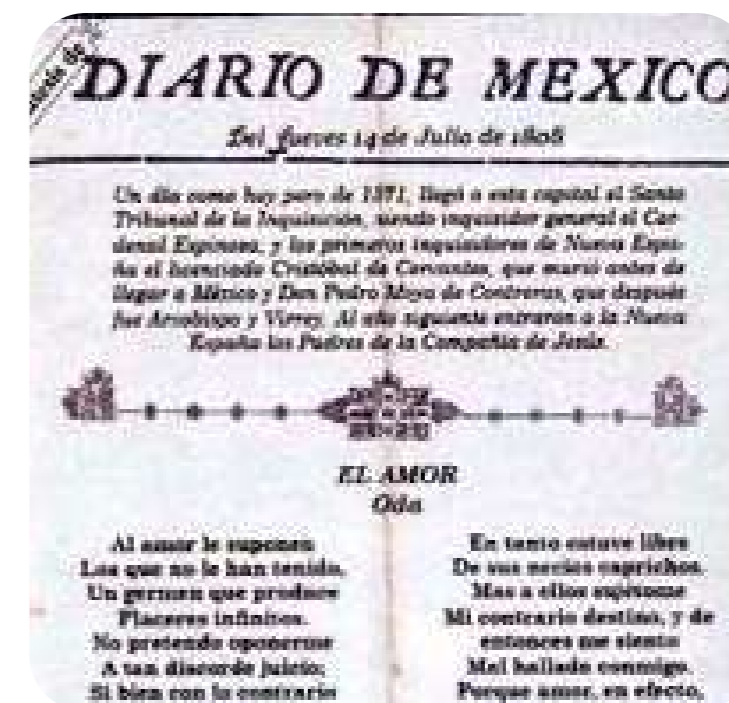 DIARIO DE MEXICO
Del Jueves 14 de Julio de 1808
Un día como hoy pero de 1571, llegó a esta capital el Santo
Tribunal de la Inquisición, siendo inquisidor general el Car-
denal Espinosa, y los primeros inquisidores de Nueva Espa-
ña el licenciado Cristóbal de Cervantes, que murió antes de
llegar a México y Don Pedro Moya de Contreras, que después
fue Arzobispo y Virrey. Al año siguiente entraron a la Nueva
España los Padres de la Compañía de Jesús.
EL AMOR
Oda
Al amor le suponen
Los que no le han tenido,
Un germen que produce
Placeres infinitos.
No pretendo oponerme
A tan discorde juicio;
Si bien con lo contrario
En tanto estuve libre
De sus necios caprichos.
Mas a ellos sujetome
Mi contrario destino, y de
entonces me siento
Mal hallado conmigo.
Porque amor, en efecto,